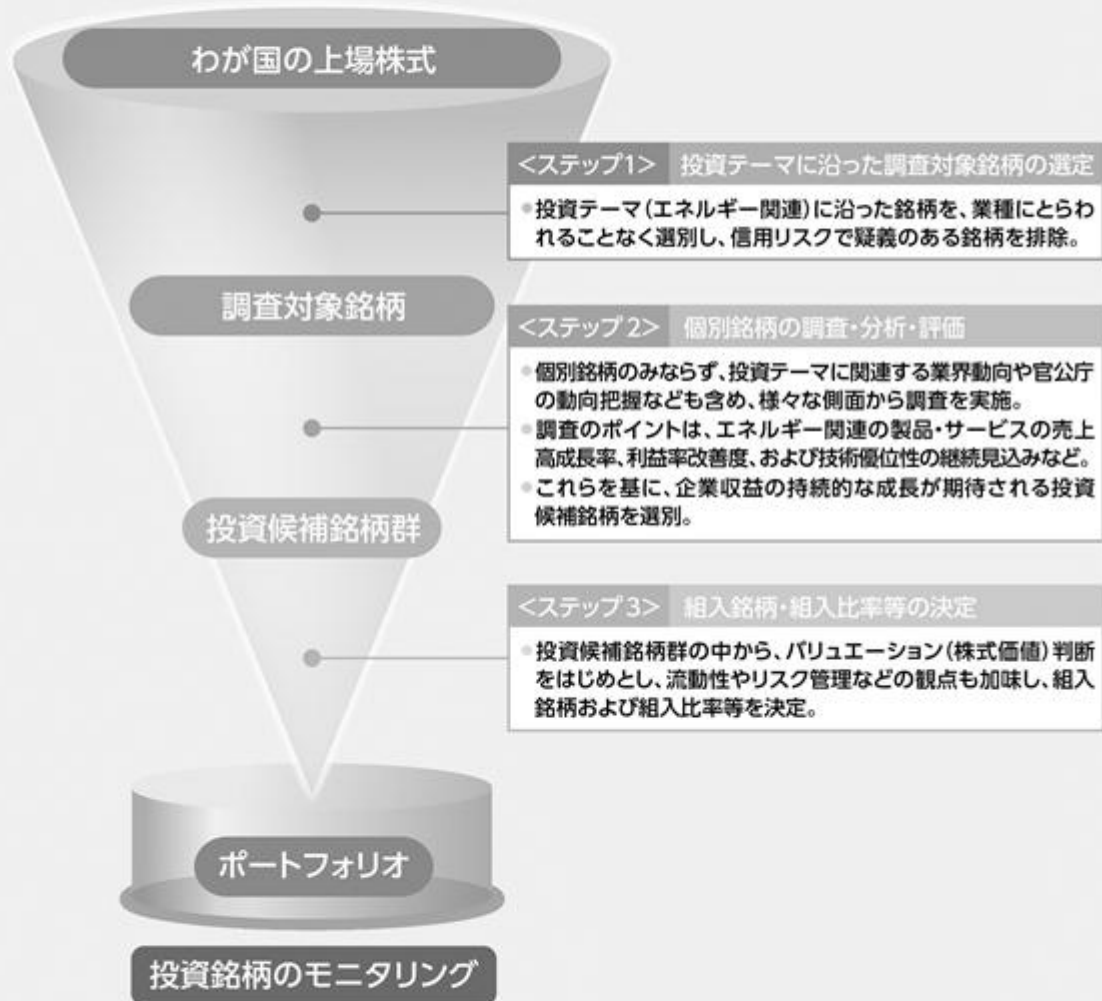 わが国の上場株式
<ステップ1> 投資テーマに沿った調査対象銘柄の選定
●投資テーマ(エネルギー関連)に沿った銘柄を、業種にとらわ
れることなく選別し、信用リスクで疑義のある銘柄を排除。
調査対象銘柄
<ステップ2> 個別銘柄の調査・分析・評価
●個別銘柄のみならず、投資テーマに関連する業界動向や官公庁
の動向把握なども含め、様々な側面から調査を実施。
●調査のポイントは、エネルギー関連の製品・サービスの売上
高成長率、利益率改善度、および技術優位性の継続見込みなど。
●これらを基に、企業収益の持続的な成長が期待される投資
候補銘柄を選別。
投資候補銘柄群
<ステップ3> 組入銘柄・組入比率等の決定
●投資候補銘柄群の中から、バリュエーション(株式価値)判断
をはじめとし、流動性やリスク管理などの観点も加味し、組入
銘柄および組入比率等を決定。
ポートフォリオ
投資銘柄のモニタリング